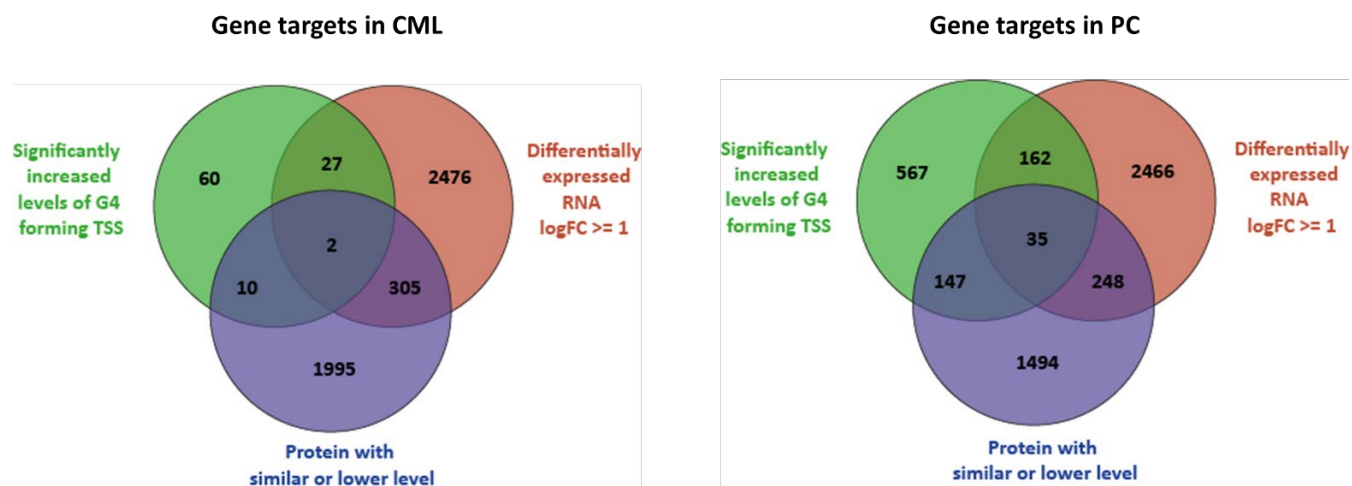 Gene targets in CML
Significantly
increased
levels of G4
forming TSS
60
27
2476
Differentially
expressed
RNA
logFC >= 1
2
10
305
1995
Protein with
similar or lower level
Gene targets in PC
Significantly
increased
levels of G4
forming TSS
567
162
2466
Differentially
expressed
RNA
logFC >= 1
35
147
248
1494
Protein with
similar or lower level